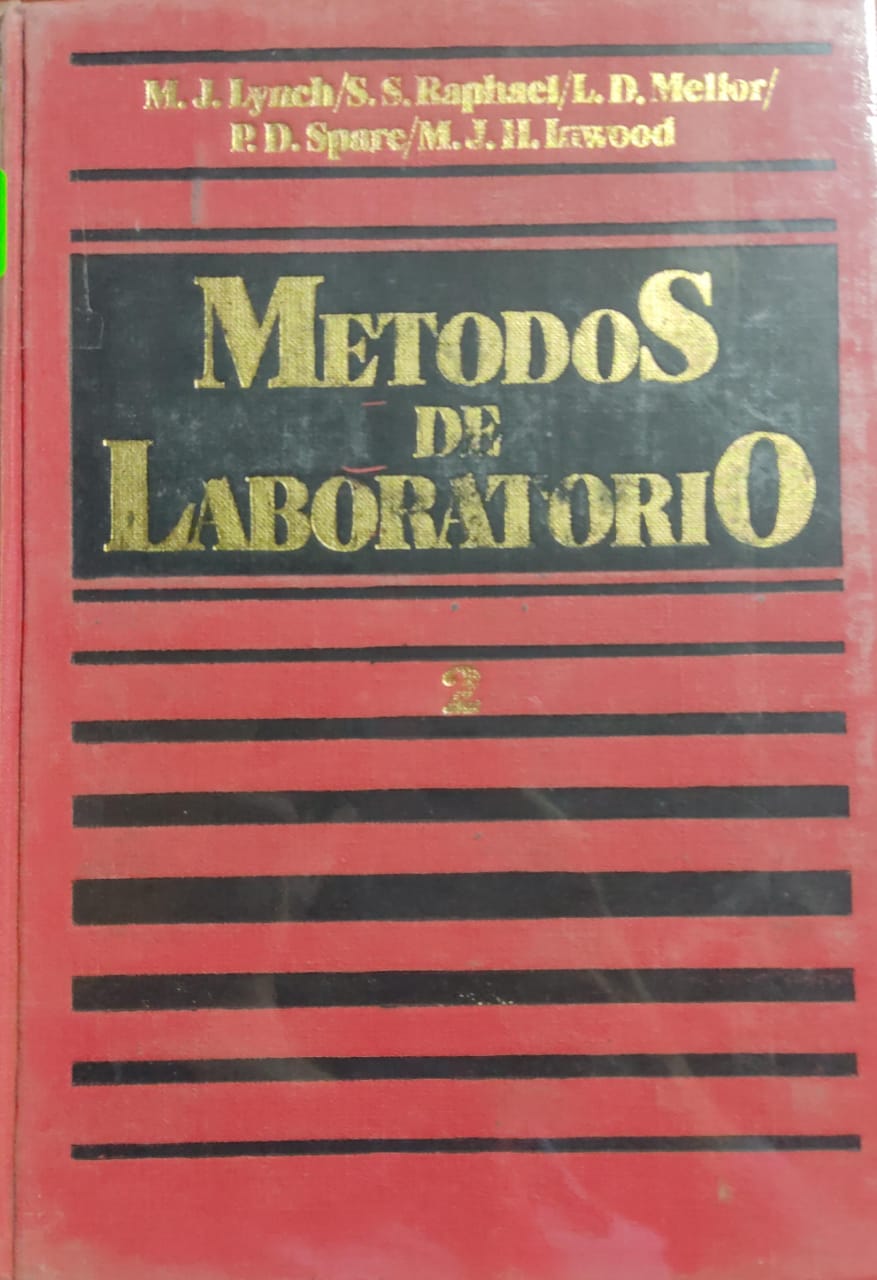 M. J. Lynch/S. S. Raphael/L. D. Mellor/
P. D. Spare/M. J. H. Inwood
METODOS
DE
LABORATORIO
2